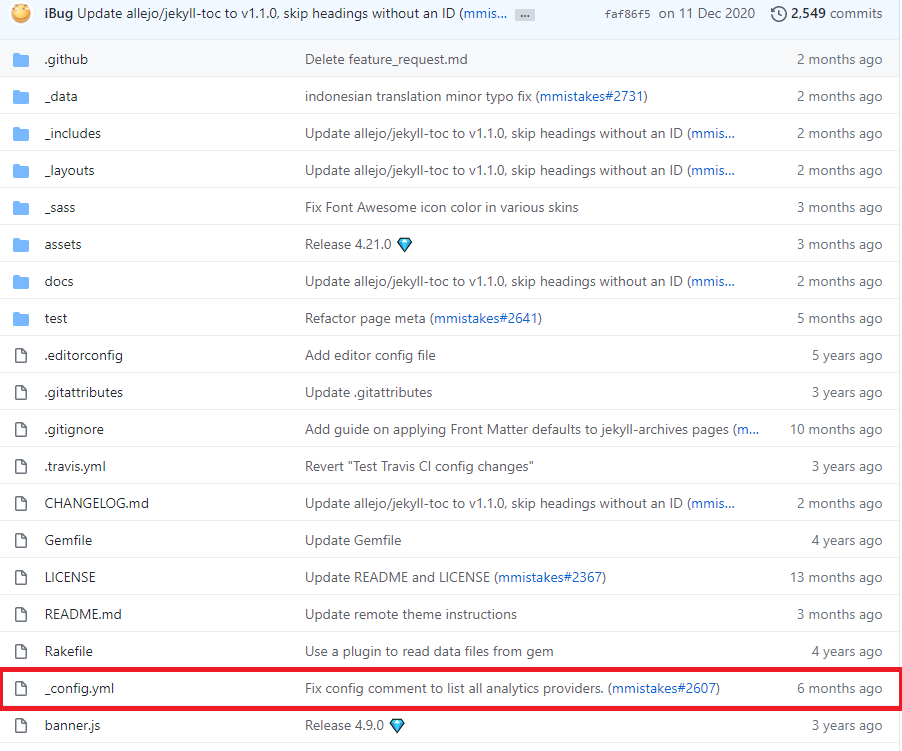 iBug Update allejo/jekyll-toc to v1.1.0, skip headings without an ID (mmis... ... faf86f5 on 11 Dec 2020 2,549 commits
.github Delete feature_request.md 2 months ago
_data indonesian translation minor typo fix (mmistakes#2731) 2 months ago
_includes Update allejo/jekyll-toc to v1.1.0, skip headings without an ID (mmis... 2 months ago
_layouts Update allejo/jekyll-toc to v1.1.0, skip headings without an ID (mmis... 2 months ago
_sass Fix Font Awesome icon color in various skins 3 months ago
assets Release 4.21.0 💎 3 months ago
docs Update allejo/jekyll-toc to v1.1.0, skip headings without an ID (mmis... 2 months ago
test Refactor page meta (mmistakes#2641) 5 months ago
.editorconfig Add editor config file 5 years ago
.gitattributes Update .gitattributes 3 years ago
.gitignore Add guide on applying Front Matter defaults to jekyll-archives pages (m... 10 months ago
.travis.yml Revert "Test Travis CI config changes" 3 years ago
CHANGELOG.md Update allejo/jekyll-toc to v1.1.0, skip headings without an ID (mmis... 2 months ago
Gemfile Update Gemfile 4 years ago
LICENSE Update README and LICENSE (mmistakes#2367) 13 months ago
README.md Update remote theme instructions 3 months ago
Rakefile Use a plugin to read data files from gem 4 years ago
_config.yml Fix config comment to list all analytics providers. (mmistakes#2607) 6 months ago
banner.js Release 4.9.0 💎 3 years ago